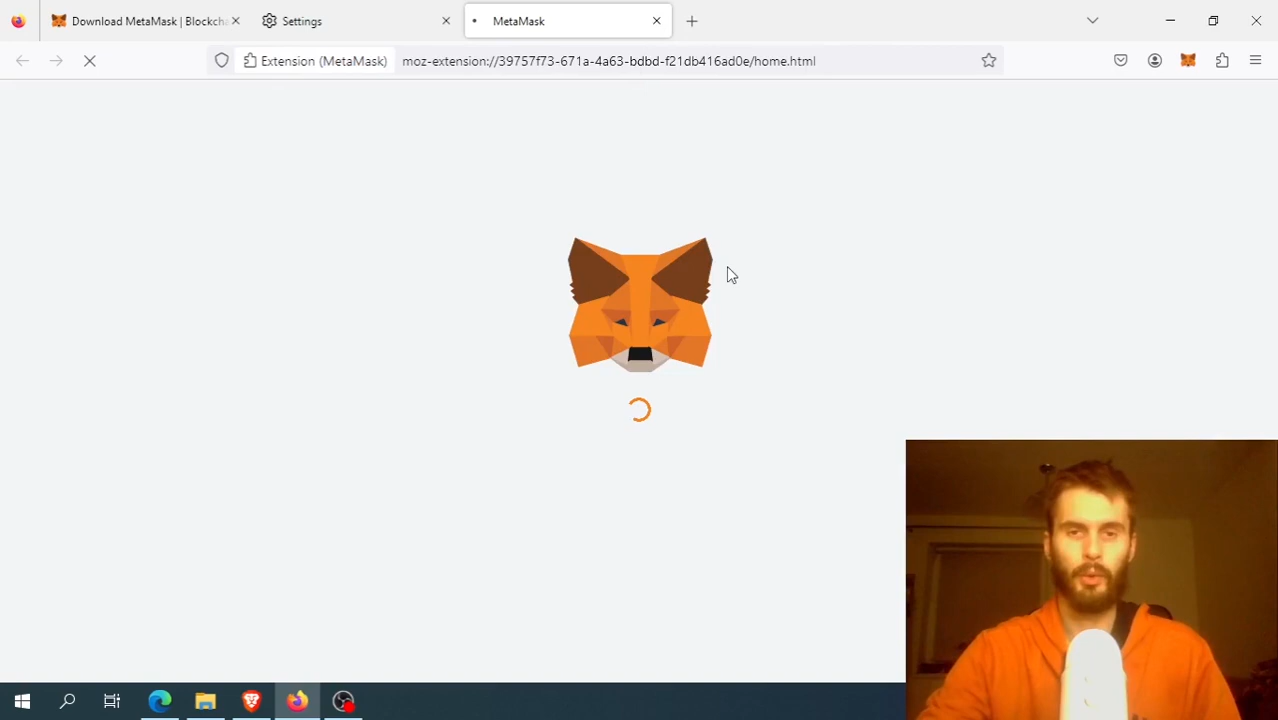 Download MetaMask | Blockcha
Settings
MetaMask
Extension (MetaMask)
moz-extension://39757f73-671a-4a63-bdbd-f21db416ad0e/home.html